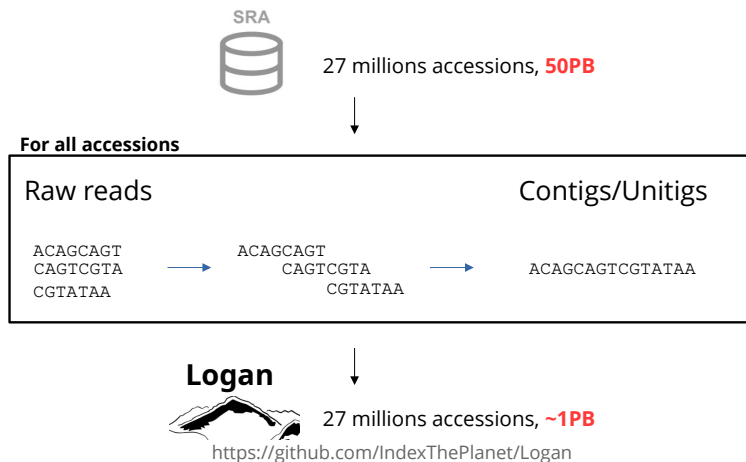 SRA
27 millions accessions, 50PB
For all accessions
Raw reads
Contigs/Unitigs
ACAGCAGT
CAGTCGTA
CGTATAA
ACAGCAGT
CAGTCGTA
CGTATAA
ACAGCAGTCGTATAA
Logan
27 millions accessions, ~1PB
https://github.com/IndexThePlanet/Logan